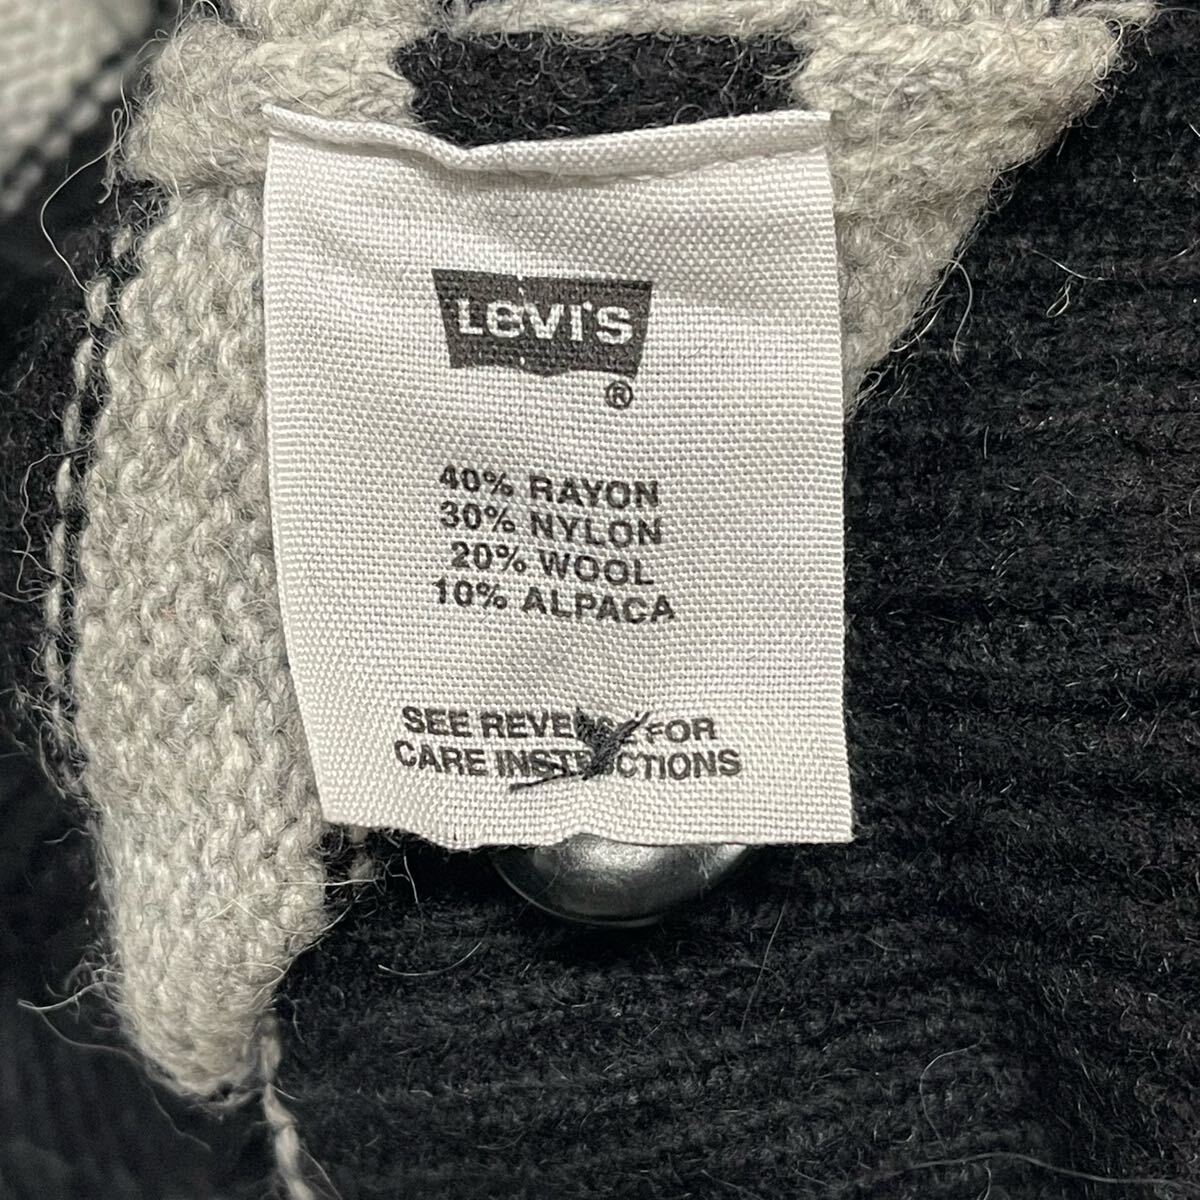 Levi's
®
40% RAYON
30% NYLON
20% WOOL
10% ALPACA
SEE REVERSE FOR
CARE INSTRUCTIONS